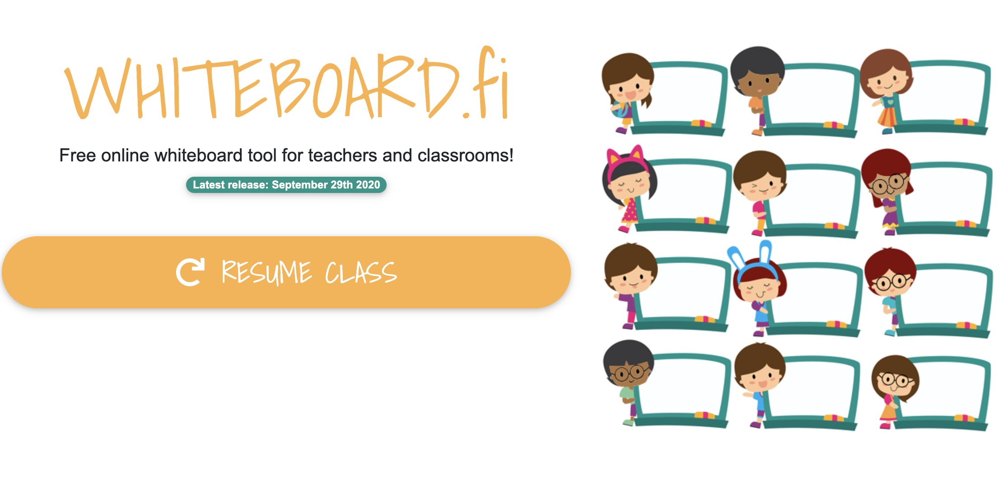 WHITEBOARD.fi
Free online whiteboard tool for teachers and classrooms!
Latest release: September 29th 2020
RESUME CLASS